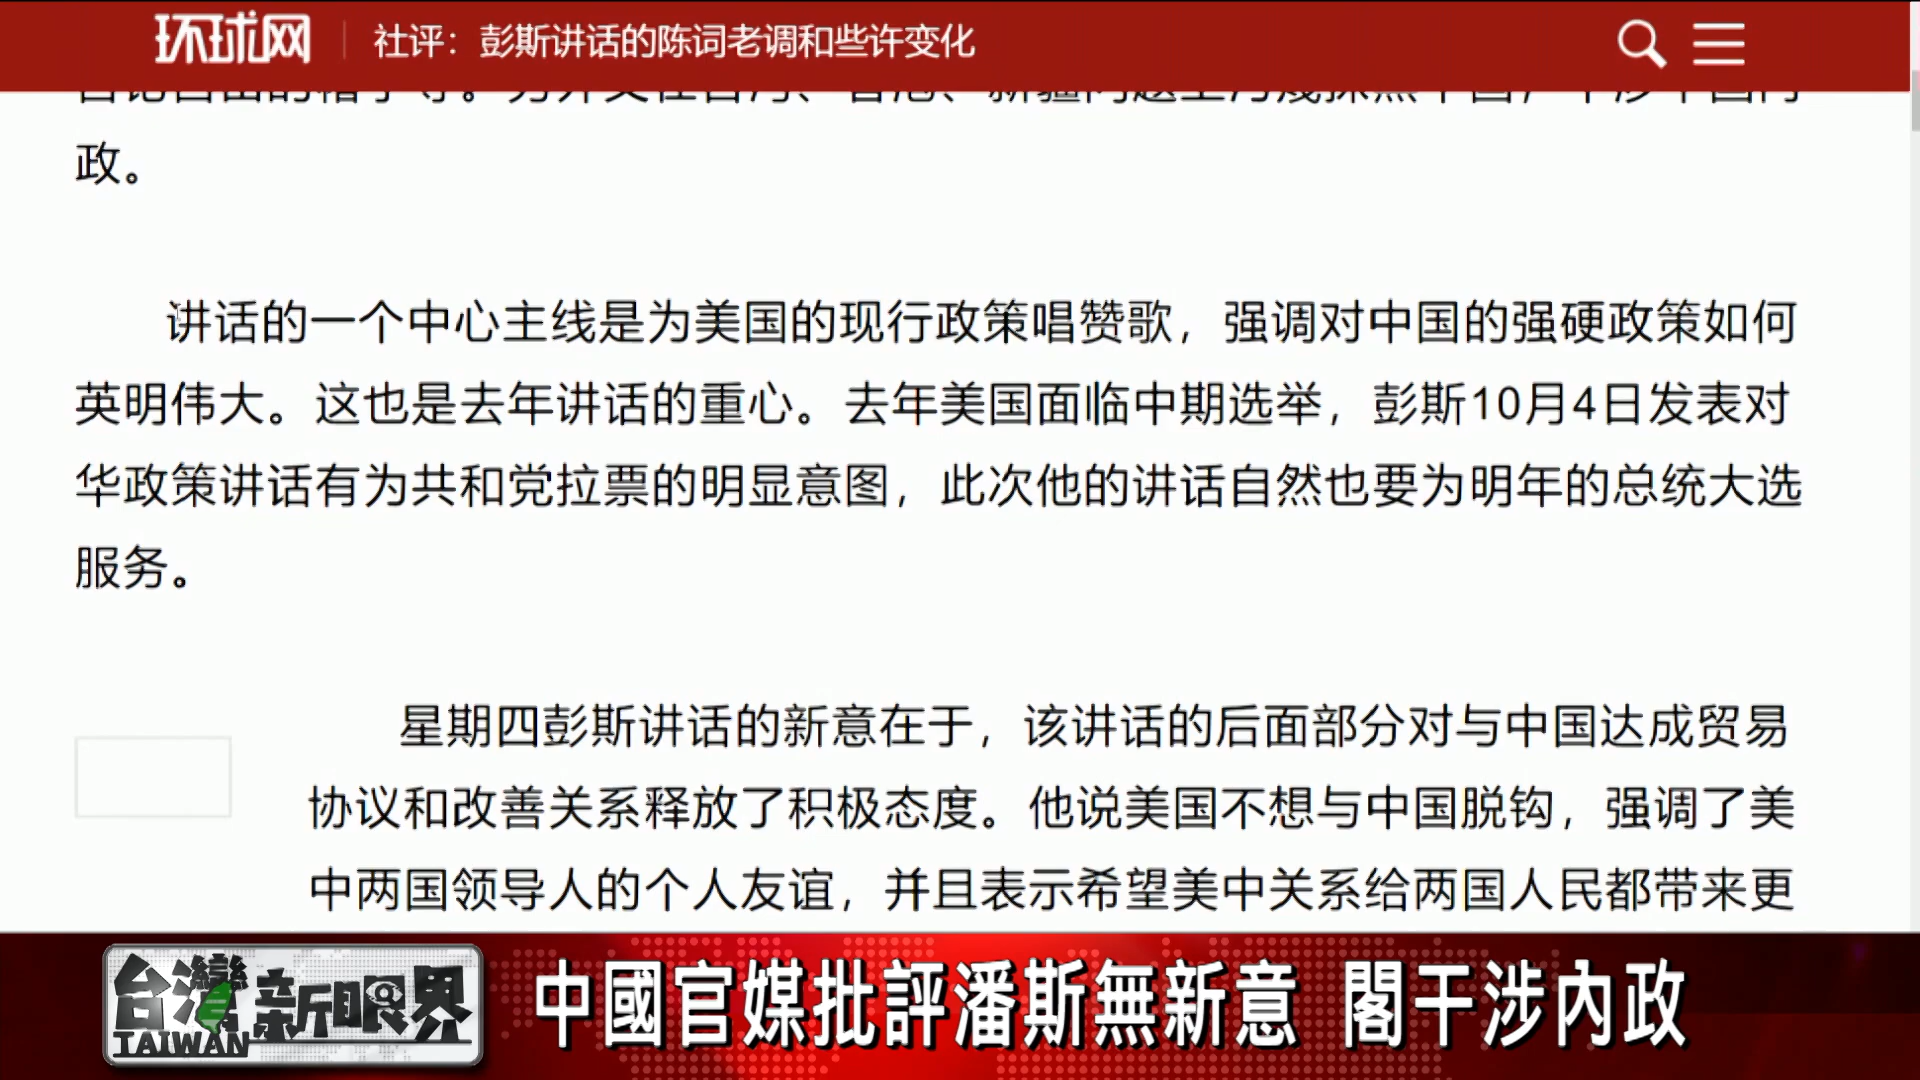 环球网
社评：彭斯讲话的陈词老调和些许变化
政。
讲话的一个中心主线是为美国的现行政策唱赞歌，强调对中国的强硬政策如何
英明伟大。这也是去年讲话的重心。去年美国面临中期选举，彭斯10月4日发表对
华政策讲话有为共和党拉票的明显意图，此次他的讲话自然也要为明年的总统大选
服务。
星期四彭斯讲话的新意在于，该讲话的后面部分对与中国达成贸易
协议和改善关系释放了积极态度。他说美国不想与中国脱钩，强调了美
中两国领导人的个人友谊，并且表示希望美中关系给两国人民都带来更
台灣新眼界
TAIWAN
中國官媒批評潘斯無新意 閣干涉內政